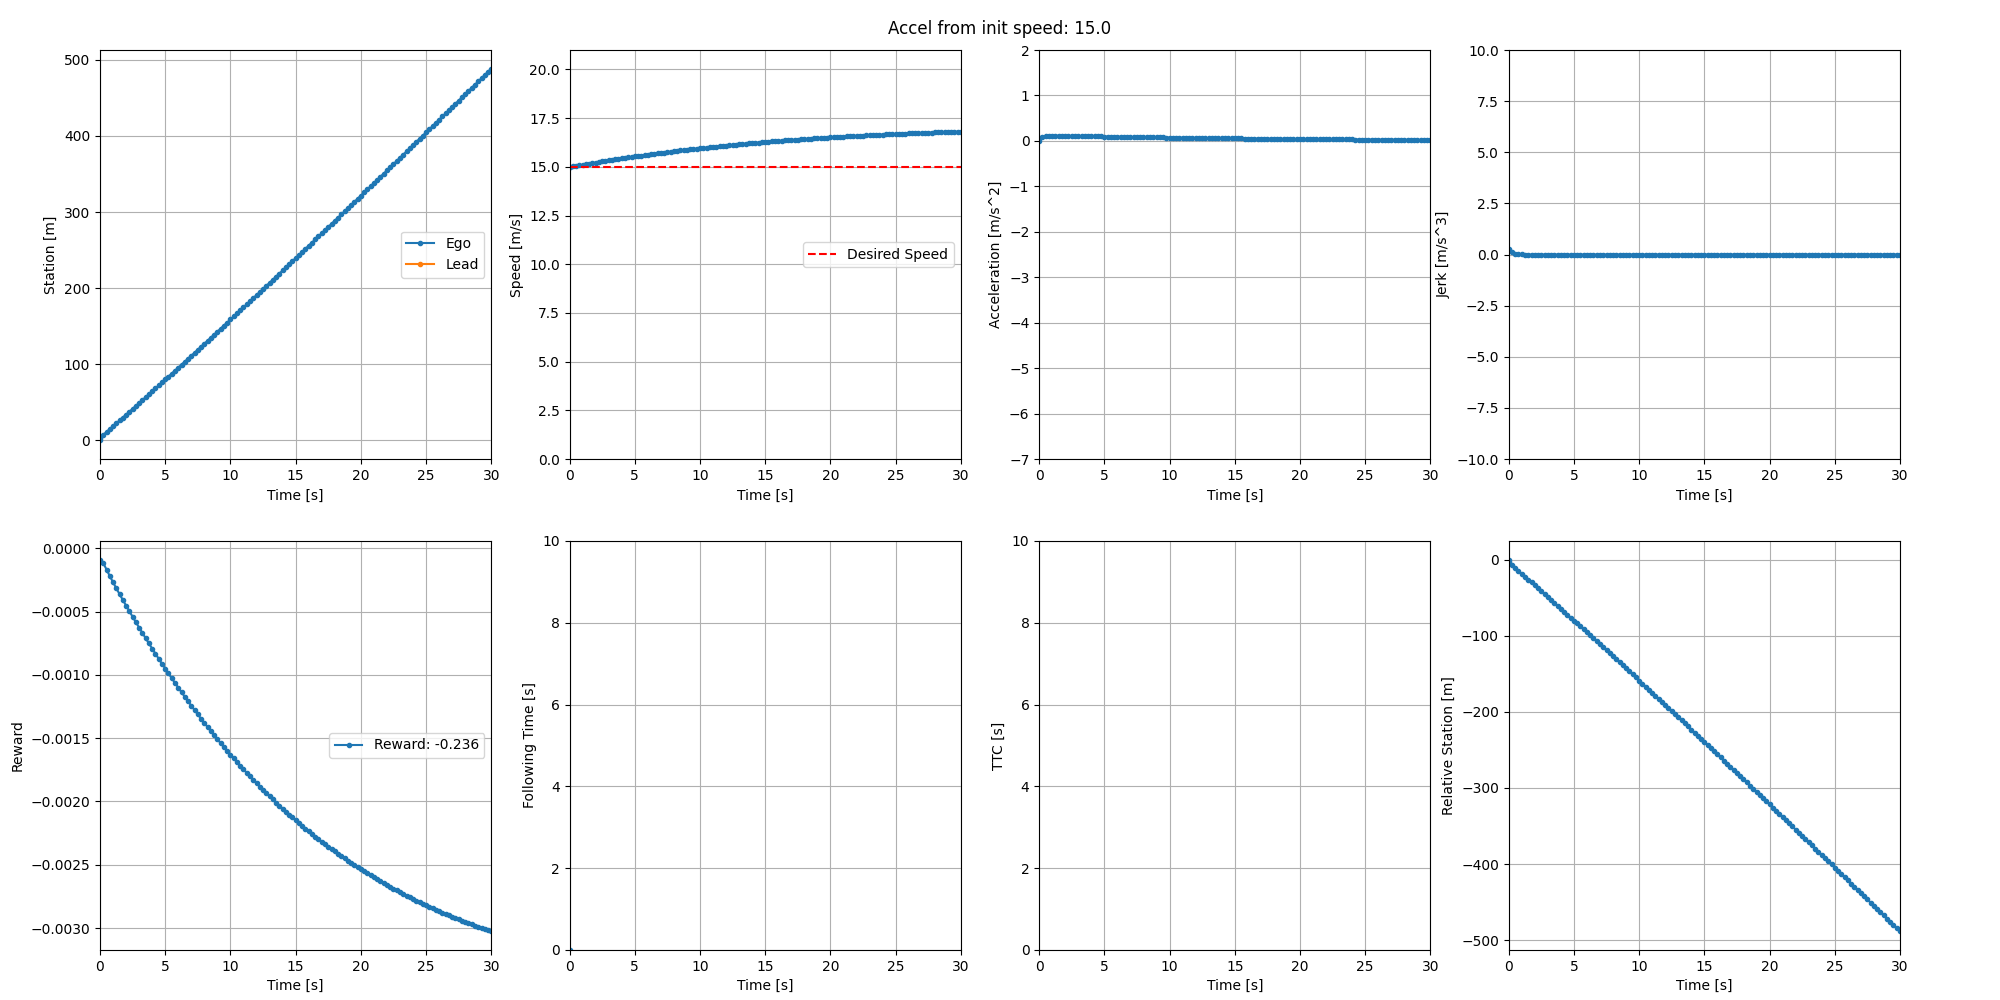 Accel from init speed: 15.0
500
400
300
200
100
0
Station [m]
Ego
Lead
0 5 10 15 20 25 30
Time [s]
20.0
17.5
15.0
12.5
10.0
7.5
5.0
2.5
0.0
Speed [m/s]
Desired Speed
0 5 10 15 20 25 30
Time [s]
2
1
0
−1
−2
−3
−4
−5
−6
−7
Acceleration [m/s^2]
0 5 10 15 20 25 30
Time [s]
10.0
7.5
5.0
2.5
0.0
−2.5
−5.0
−7.5
−10.0
Jerk [m/s^3]
0 5 10 15 20 25 30
Time [s]
0.0000
−0.0005
−0.0010
−0.0015
−0.0020
−0.0025
−0.0030
Reward
Reward: -0.236
0 5 10 15 20 25 30
Time [s]
10
8
6
4
2
0
Following Time [s]
0 5 10 15 20 25 30
Time [s]
10
8
6
4
2
0
TTC [s]
0 5 10 15 20 25 30
Time [s]
0
−100
−200
−300
−400
−500
Relative Station [m]
0 5 10 15 20 25 30
Time [s]